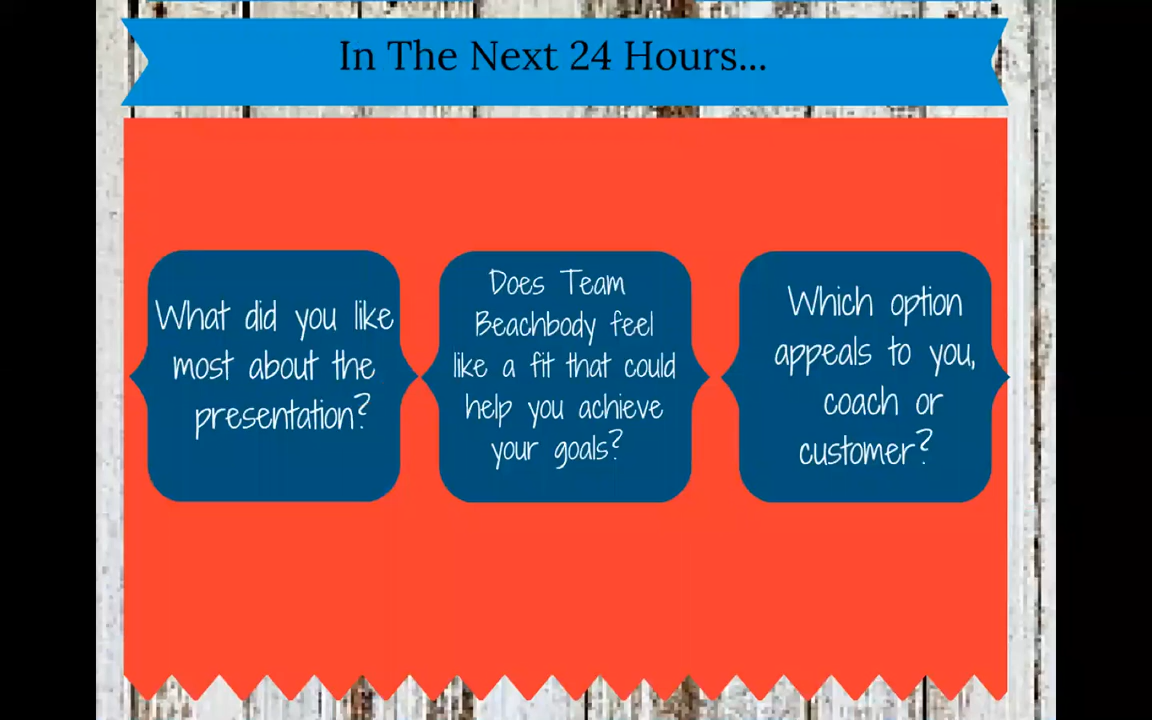 In The Next 24 Hours...
What did you like
most about the
presentation?
Does Team
Beachbody feel
like a fit that could
help you achieve
your goals?
Which option
appeals to you,
coach or
customer?